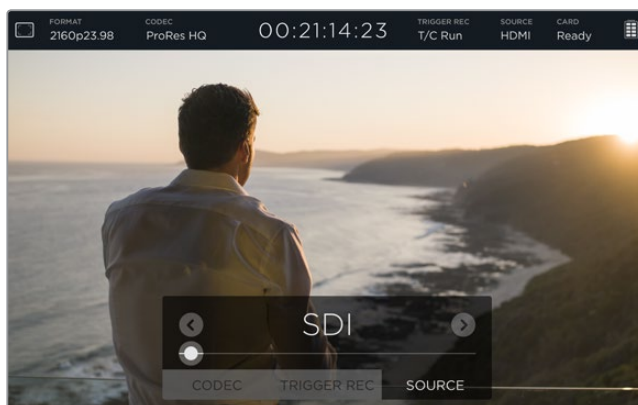 FORMAT CODEC TRIGGER REC SOURCE CARD
2160p23.98 ProRes HQ 00:21:14:23 T/C Run HDMI Ready
SDI
CODEC TRIGGER REC SOURCE